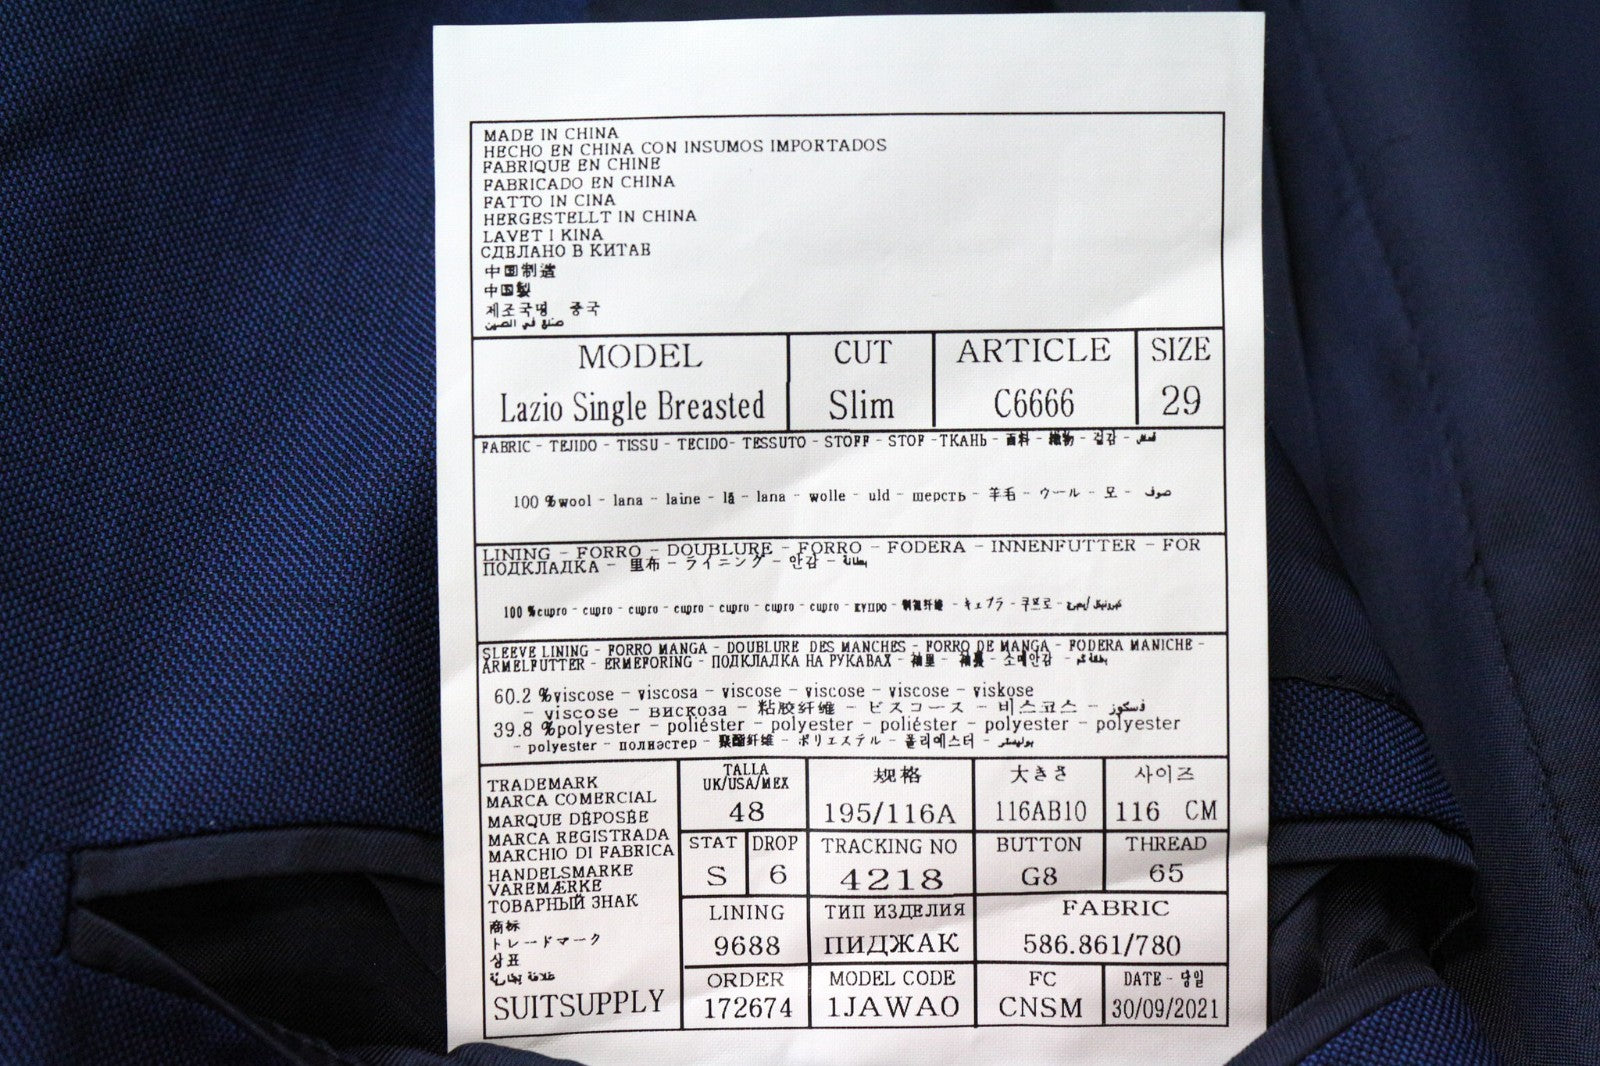 MADE IN CHINA
HECHO EN CHINA CON INSUMOS IMPORTADOS
FABRIQUE EN CHINE
FABRICADO EN CHINA
FATTO IN CINA
HERGESTELLT IN CHINA
LAVET I KINA
СДЕЛАНО В КИТАЕ
中国制造
中国製
제조국명 중국
صنع في الصين
MODEL CUT ARTICLE SIZE
Lazio Single Breasted Slim C6666 29
FABRIC - TEJIDO - TISSU - TECIDO- TESSUTO - STOFF - STOF -ТКАНЬ - 面料 - 織物 - 겉감 -
100 %wool - lana - laine - lã - lana - wolle - uld - шерсть - 羊毛 - ウール - 모 - صوف
LINING - FORRO - DOUBLURE - FORRO - FODERA - INNENFUTTER - FOR
ПОДКЛАДКА - 里布 - ライニング - 안감 - بطانة
100 %cupro - cupro - cupro - cupro - cupro - cupro - cupro - купро - 铜氨纤维 - キュプラ - 큐프로 -
SLEEVE LINING - FORRO MANGA - DOUBLURE DES MANCHES - FORRO DE MANGA - FODERA MANICHE -
ARMELFUTTER - ERMEFORING - ПОДКЛАДКА НА РУКАВАХ - 袖里 - 袖裏 - 소매안감 -
60.2 %viscose - viscosa - viscose - viscose - viscose - viskose
- viscose - вискоза - 粘胶纤维 - ビスコース - 비스코스 - فسكوز
39.8 %polyester - poliéster - polyester - poliéster - polyester - polyester
- polyester - полиэстер - 聚酯纤维 - ポリエステル - 폴리에스터 - بوليستر
TRADEMARK
MARCA COMERCIAL
MARQUE DÉPOSÉE
MARCA REGISTRADA
MARCHIO DI FABRICA
HANDELSMARKE
VAREMÆRKE
ТОВАРНЫЙ ЗНАК
商标
トレードマーク
상표
علامة تجارية
SUITSUPPLY
TALLA
UK/USA/MEX 规格 大きさ 사이즈
48 195/116A 116AB10 116 CM
STAT DROP TRACKING NO BUTTON THREAD
S 6 4218 G8 65
LINING ТИП ИЗДЕЛИЯ FABRIC
9688 ПИДЖАК 586.861/780
ORDER MODEL CODE FC DATE -
172674 1JAWAO CNSM 30/09/2021